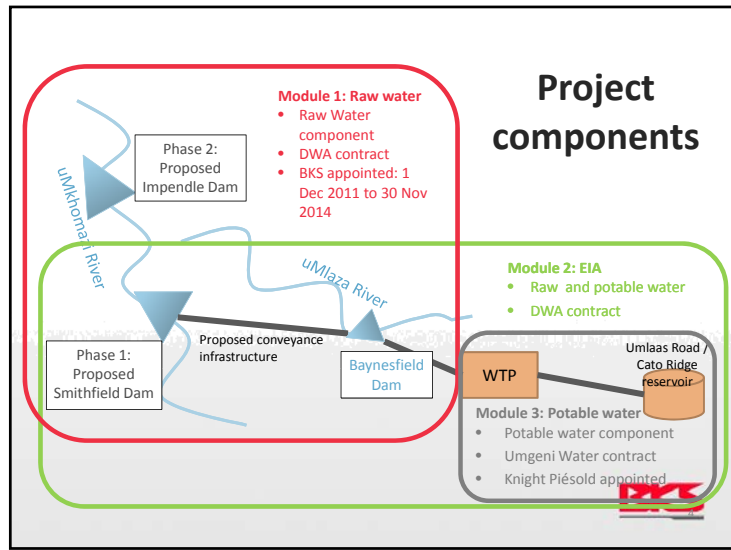 Project
components
Module 1: Raw water
• Raw Water
component
• DWA contract
• BKS appointed: 1
Dec 2011 to 30 Nov
2014
Phase 2:
Proposed
Impendle Dam
uMkhomazi River
uMlaza River
Module 2: EIA
• Raw and potable water
• DWA contract
Proposed conveyance
infrastructure
Phase 1:
Proposed
Smithfield Dam
Baynesfield
Dam
WTP
Umlaas Road /
Cato Ridge
reservoir
Module 3: Potable water
• Potable water component
• Umgeni Water contract
• Knight Piésold appointed
BKS